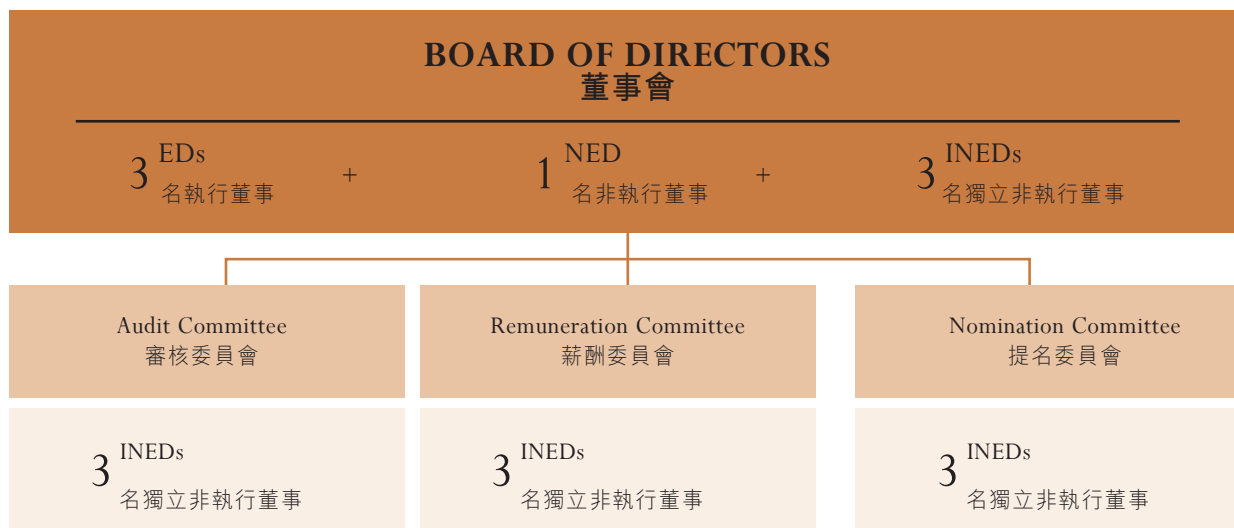 BOARD OF DIRECTORS
董事會
3 EDs
名執行董事
+
1 NED
名非執行董事
+
3 INEDs
名獨立非執行董事
Audit Committee
審核委員會
Remuneration Committee
薪酬委員會
Nomination Committee
提名委員會
3 INEDs
名獨立非執行董事
3 INEDs
名獨立非執行董事
3 INEDs
名獨立非執行董事